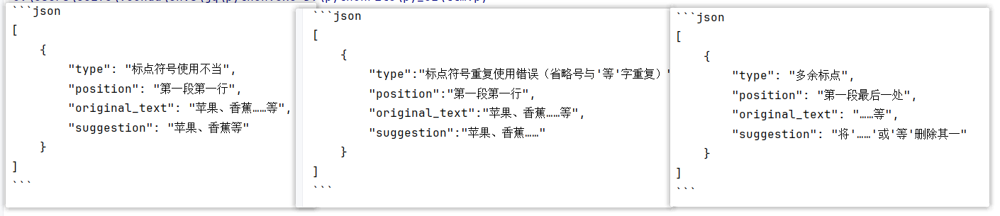 ```json
[
{
"type": "标点符号使用不当",
"position": "第一段第一行",
"original_text": "苹果、香蕉……等",
"suggestion": "苹果、香蕉等"
}
]
```
```json
[
{
"type":"标点符号重复使用错误（省略号与'等'字重复）"
"position":"第一段第一行",
"original_text":"苹果、香蕉……等",
"suggestion":"苹果、香蕉……"
}
]
```
```json
[
{
"type": "多余标点",
"position": "第一段最后一处",
"original_text": "……等",
"suggestion": "将'……'或'等'删除其一"
}
]
```